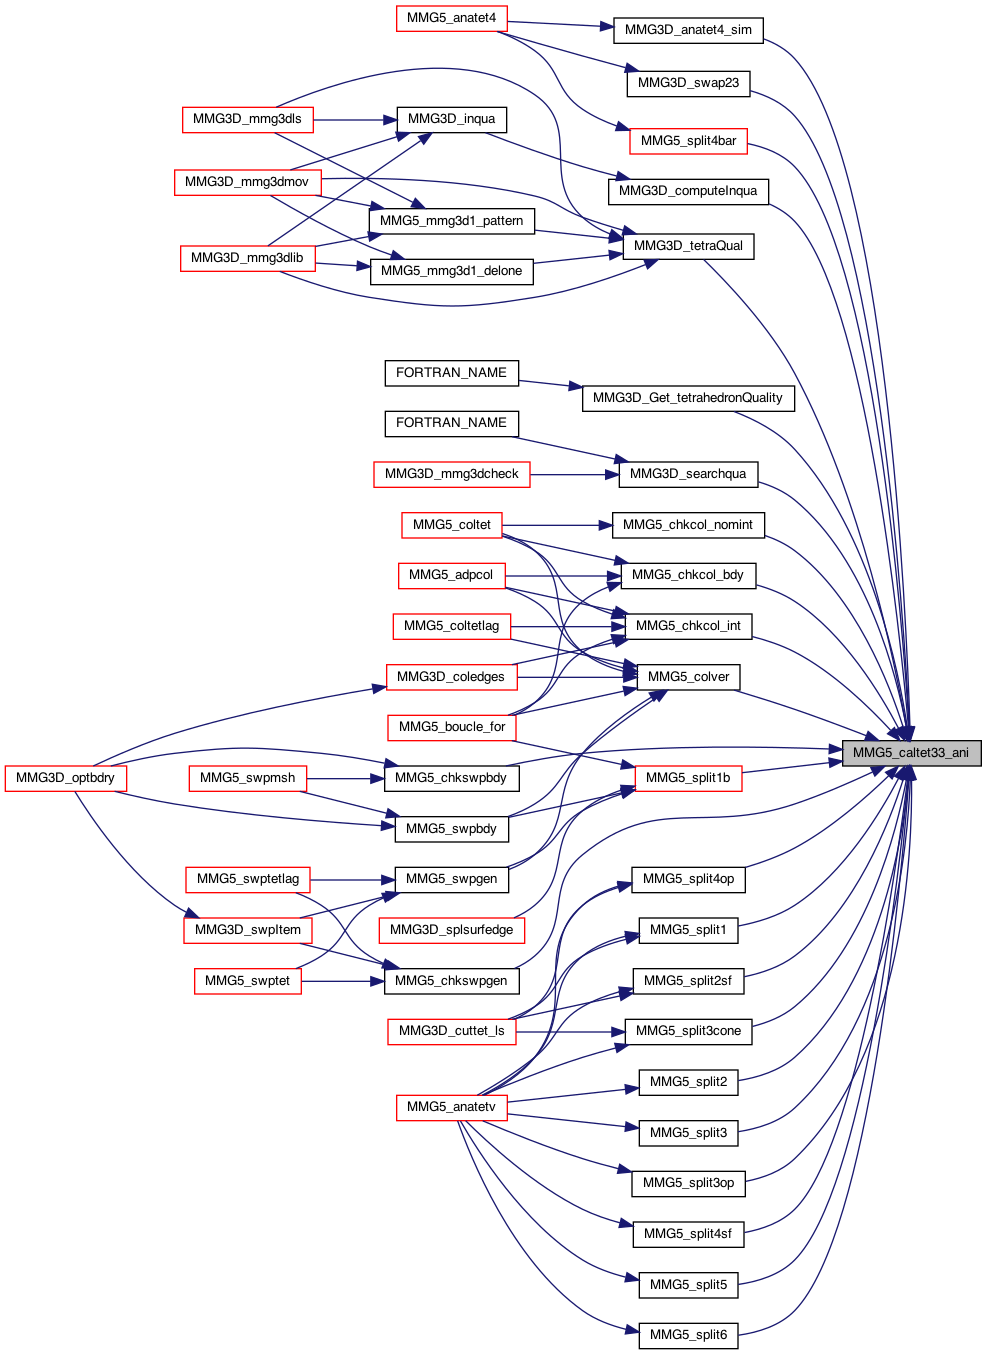 MMG5_anatet4
MMG3D_anatet4_sim
MMG3D_swap23
MMG3D_mmg3dls
MMG3D_inqua
MMG5_split4bar
MMG3D_mmg3dmov
MMG3D_computeInqua
MMG5_mmg3d1_pattern
MMG3D_tetraQual
MMG3D_mmg3dlib
MMG5_mmg3d1_delone
FORTRAN_NAME
MMG3D_Get_tetrahedronQuality
FORTRAN_NAME
MMG3D_mmg3dcheck
MMG3D_searchqua
MMG5_coltet
MMG5_chkcol_nomint
MMG5_adpcol
MMG5_chkcol_bdy
MMG5_coltetlag
MMG5_chkcol_int
MMG3D_coledges
MMG5_colver
MMG5_boucle_for
MMG5_caltet33_ani
MMG3D_optbdry
MMG5_swpmsh
MMG5_chkswpbdy
MMG5_split1b
MMG5_swpbdy
MMG5_swptetlag
MMG5_swpgen
MMG5_split4op
MMG3D_swpItem
MMG3D_splsurfedge
MMG5_split1
MMG5_swptet
MMG5_chkswpgen
MMG5_split2sf
MMG3D_cuttet_ls
MMG5_split3cone
MMG5_split2
MMG5_anatetv
MMG5_split3
MMG5_split3op
MMG5_split4sf
MMG5_split5
MMG5_split6